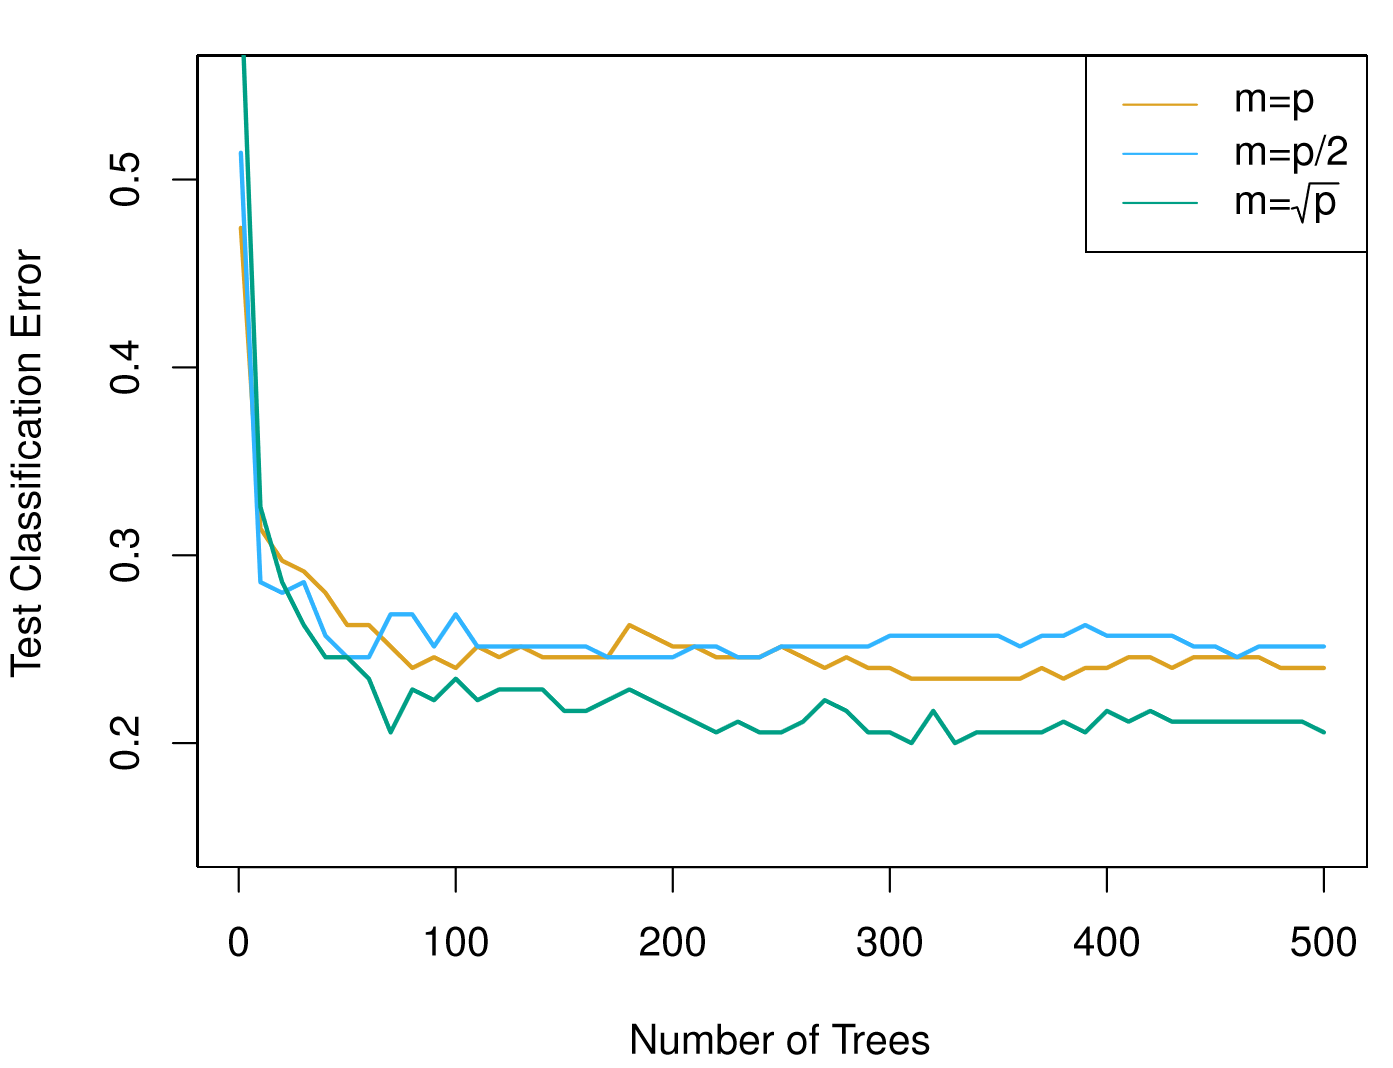 m=p
m=p/2
m=√p
Test Classification Error
0.5
0.4
0.3
0.2
0 100 200 300 400 500
Number of Trees